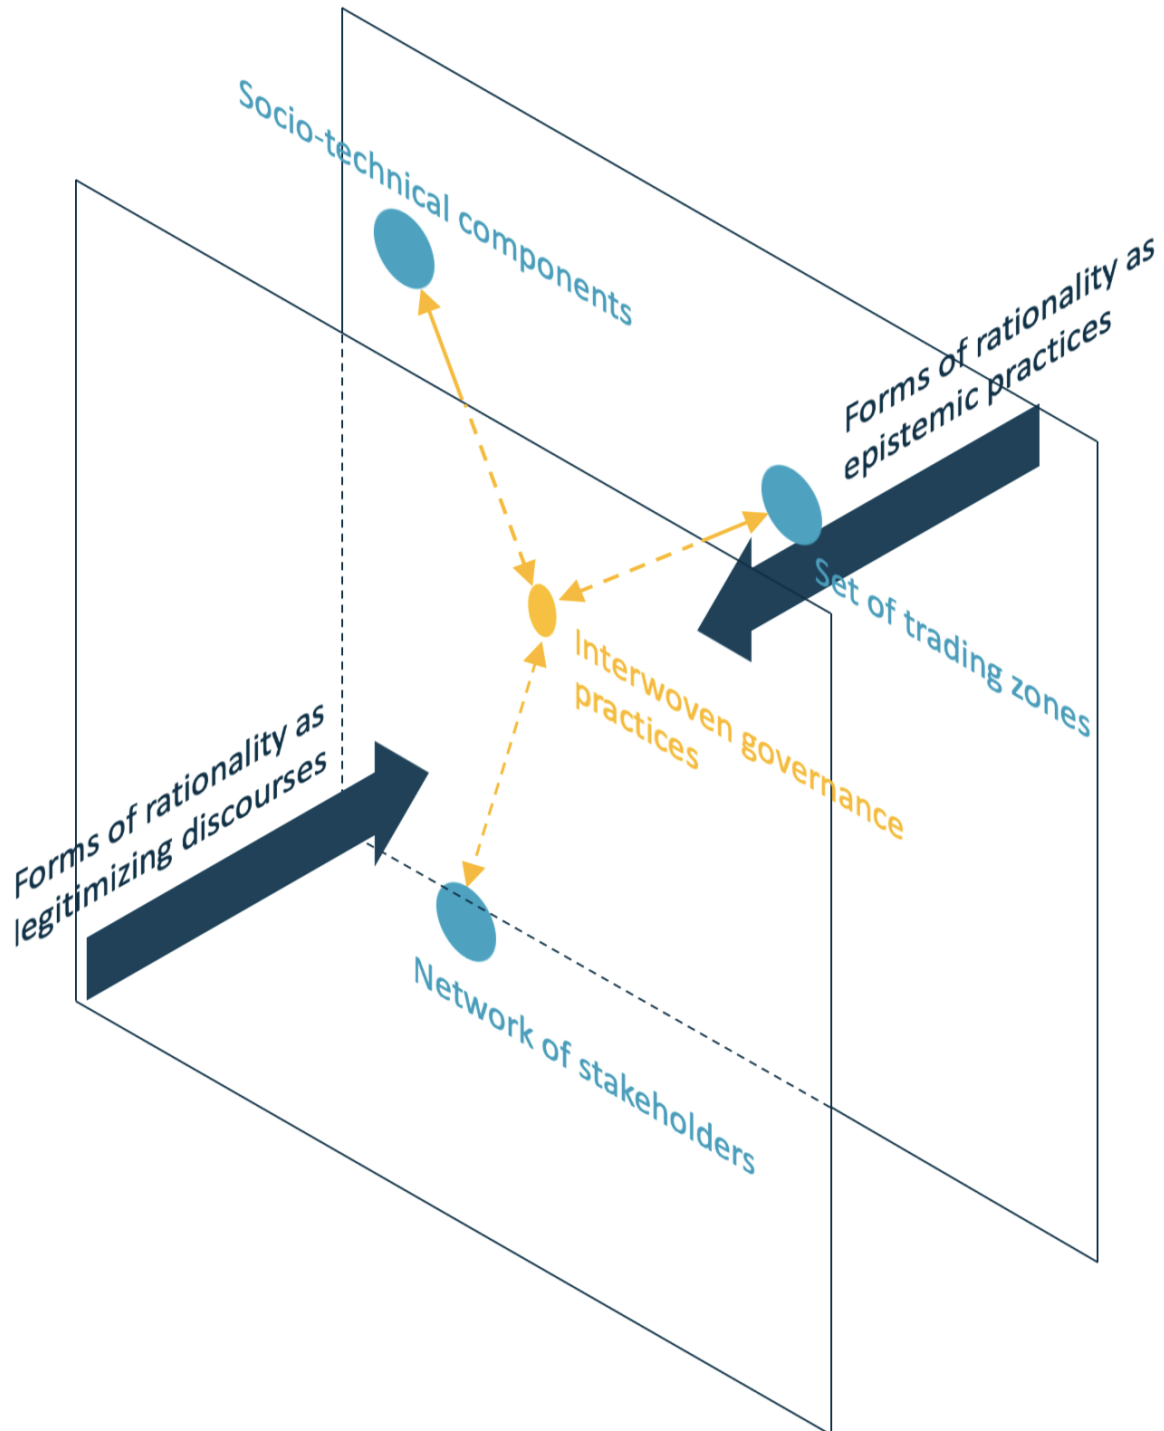 Socio-technical components
Forms of rationality as
epistemic practices
Set of trading zones
Interwoven governance
practices
Forms of rationality as
legitimizing discourses
Network of stakeholders